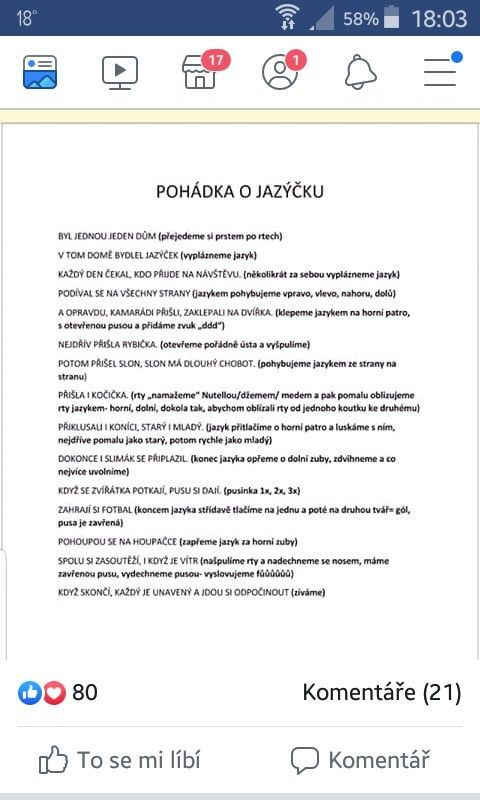 18°
58%
18:03
17
1
POHÁDKA O JAZÝČKU
BYL JEDNOU JEDEN DŮM (přejedeme si prstem po rtech)
V TOM DOMĚ BYDLEL JAZÝČEK (vyplázneme jazyk)
KAŽDÝ DEN ČEKAL, KDO PŘIJDE NA NÁVŠTĚVU. (několikrát za sebou vyplázneme jazyk)
PODÍVAL SE NA VŠECHNY STRANY (jazykem pohybujeme vpravo, vlevo, nahoru, dolů)
A OPRAVDU, KAMARÁDI PŘIŠLI, ZAKLEPALI NA DVÍŘKA. (klepeme jazykem na horní patro,
s otevřenou pusou a přidáme zvuk „ddd“)
NEJDŘÍV PŘIŠLA RYBIČKA. (otevřeme pořádně ústa a vyšpulíme)
POTOM PŘIŠEL SLON, SLON MÁ DLOUHÝ CHOBOT. (pohybujeme jazykem ze strany na
stranu)
PŘIŠLA I KOČIČKA. (rty „namažeme“ Nutellou/džemem/ medem a pak pomalu oblizujeme
rty jazykem- horní, dolní, dokola tak, abychom oblízali rty od jednoho koutku ke druhému)
PŘIKLUSALI I KONÍCI, STARÝ I MLADÝ. (jazyk přitlačíme o horní patro a luskáme s ním,
nejdříve pomalu jako starý, potom rychle jako mladý)
DOKONCE I SLIMÁK SE PŘIPLAZIL. (konec jazyka opřeme o dolní zuby, zdvihneme a co
nejvíce uvolníme)
KDYŽ SE ZVÍŘÁTKA POTKAJÍ, PUSU SI DAJÍ. (pusinka 1x, 2x, 3x)
ZAHRAJÍ SI FOTBAL (koncem jazyka střídavě tlačíme na jednu a poté na druhou tvář= gól,
pusa je zavřená)
POHOUPOU SE NA HOUPAČCE (zapřeme jazyk za horní zuby)
SPOLU SI ZASOUTĚŽÍ, I KDYŽ JE VÍTR (našpulíme rty a nadechneme se nosem, máme
zavřenou pusu, vydechneme pusou- vyslovujeme fůůůůůů)
KDYŽ SKONČÍ, KAŽDÝ JE UNAVENÝ A JDOU SI ODPOČINOUT (zíváme)
80
Komentáře (21)
To se mi líbí
Komentář